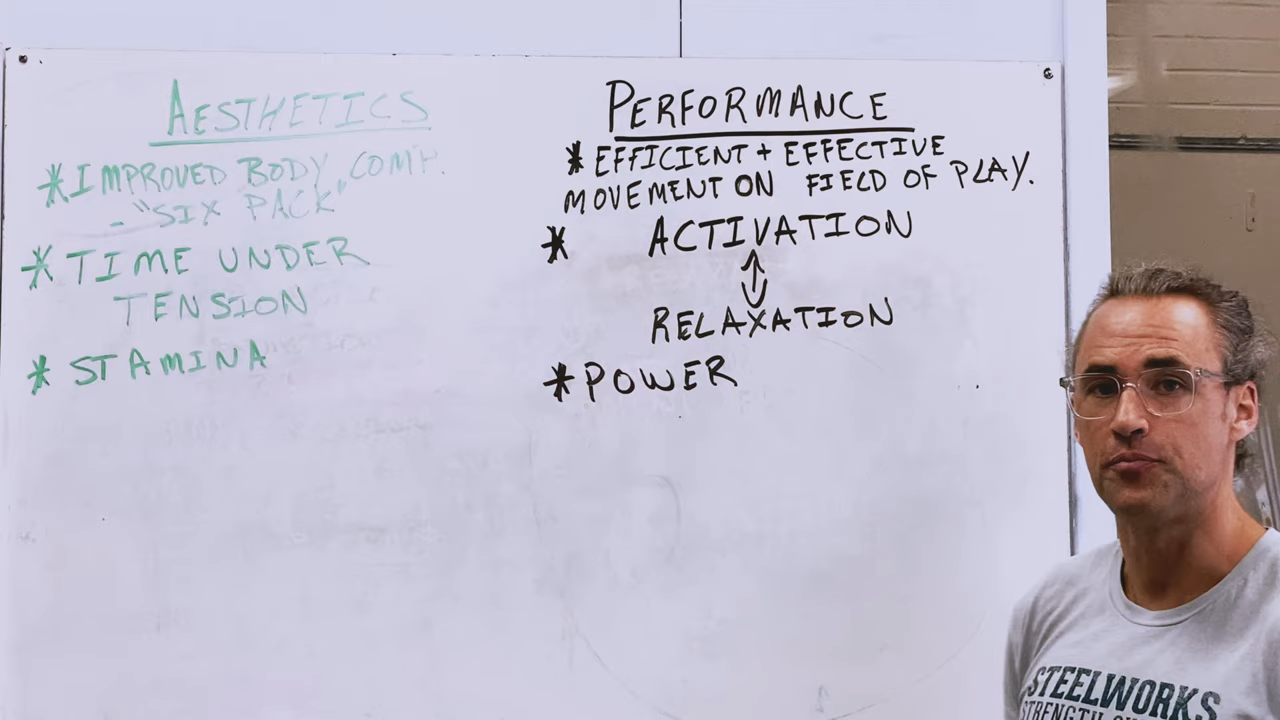 AESTHETICS
* IMPROVED BODY COMP.
- "SIX PACK"
* TIME UNDER
TENSION
* STAMINA
PERFORMANCE
* EFFICIENT + EFFECTIVE
MOVEMENT ON FIELD OF PLAY.
* ACTIVATION
RELAXATION
* POWER
STEELWORKS
STRENGTH